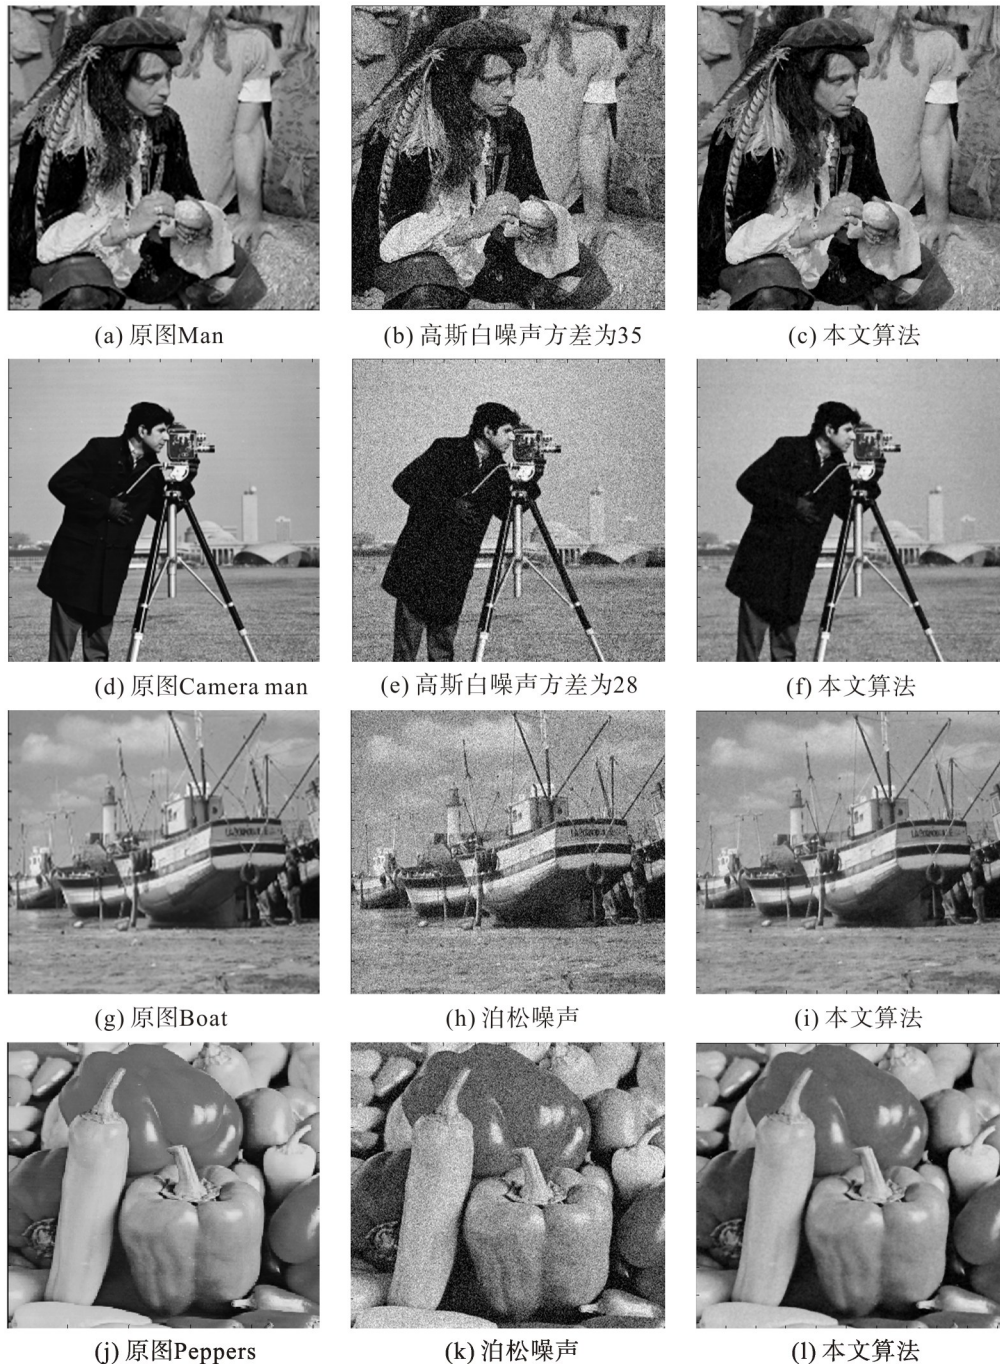 (a) 原图Man
(b) 高斯白噪声方差为35
(c) 本文算法
(d) 原图Camera man
(e) 高斯白噪声方差为28
(f) 本文算法
(g) 原图Boat
(h) 泊松噪声
(i) 本文算法
(j) 原图Peppers
(k) 泊松噪声
(l) 本文算法